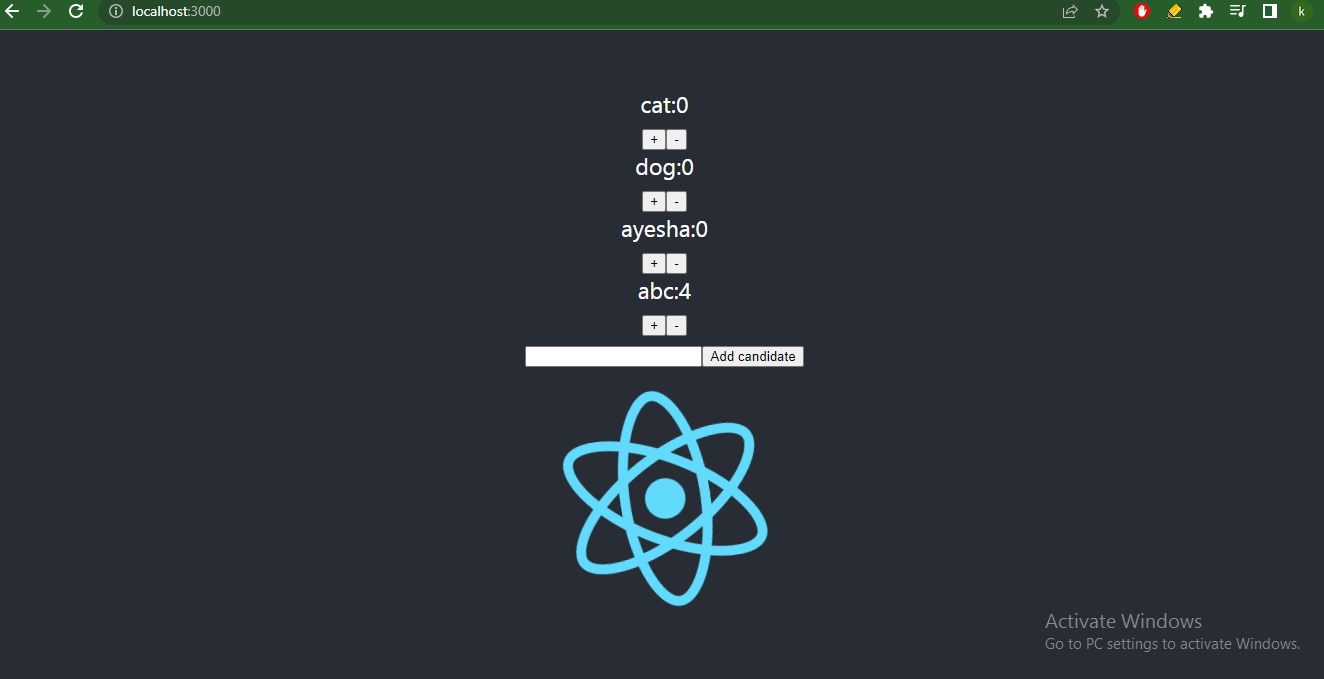 localhost:3000
k
cat:0
+ -
dog:0
+ -
ayesha:0
+ -
abc:4
+ -
Add candidate
Activate Windows
Go to PC settings to activate Windows.